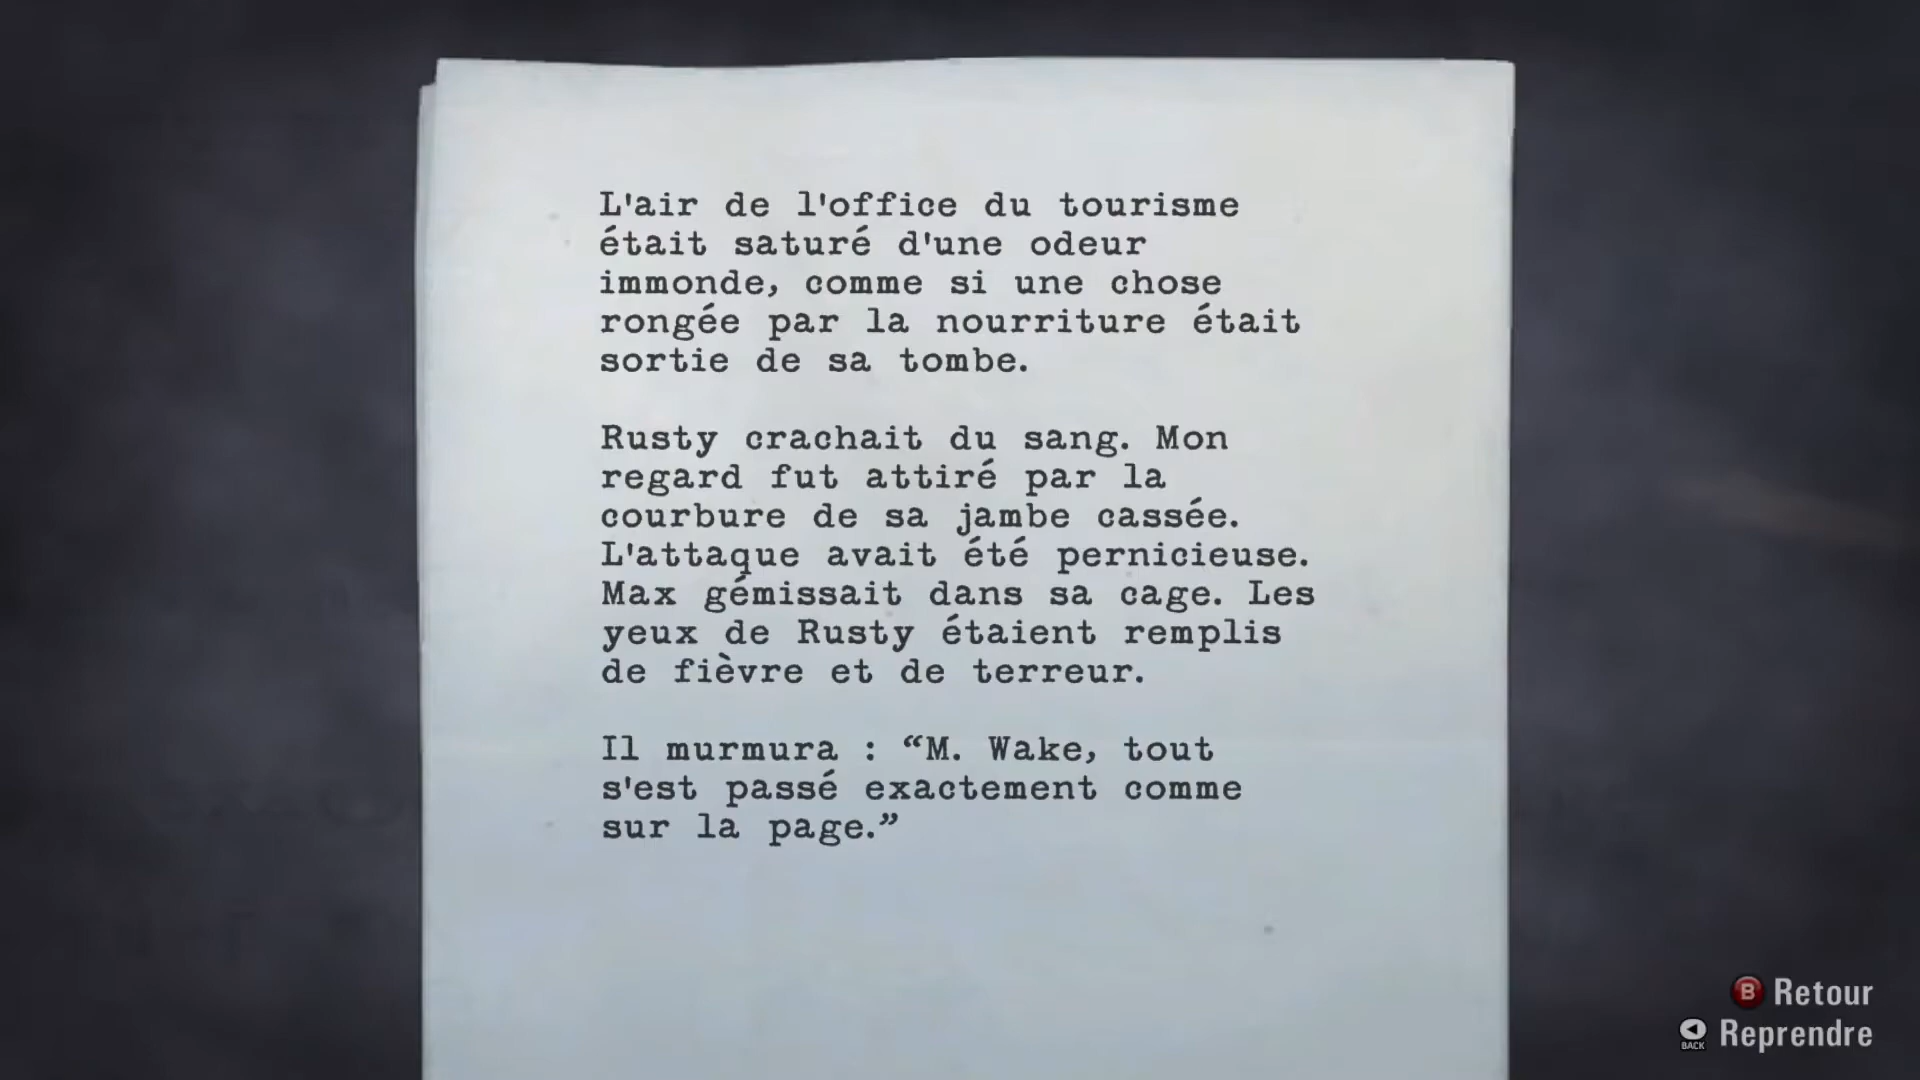 L'air de l'office du tourisme
était saturé d'une odeur
immonde, comme si une chose
rongée par la nourriture était
sortie de sa tombe.
Rusty crachait du sang. Mon
regard fut attiré par la
courbure de sa jambe cassée.
L'attaque avait été pernicieuse.
Max gémissait dans sa cage. Les
yeux de Rusty étaient remplis
de fièvre et de terreur.
Il murmura : “M. Wake, tout
s'est passé exactement comme
sur la page.”
B Retour
BACK Reprendre